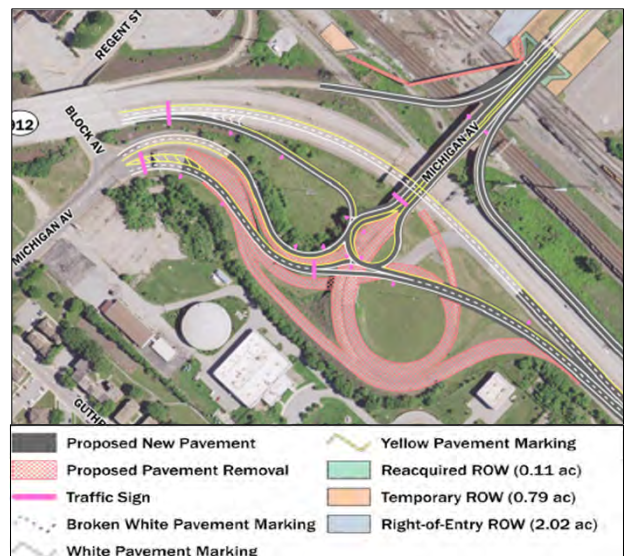 REGENT ST
912
BLOCK AV
MICHIGAN AV
MICHIGAN AV
Proposed New Pavement
Proposed Pavement Removal
Traffic Sign
Broken White Pavement Marking
White Pavement Marking
Yellow Pavement Marking
Reacquired ROW (0.11 ac)
Temporary ROW (0.79 ac)
Right-of-Entry ROW (2.02 ac)